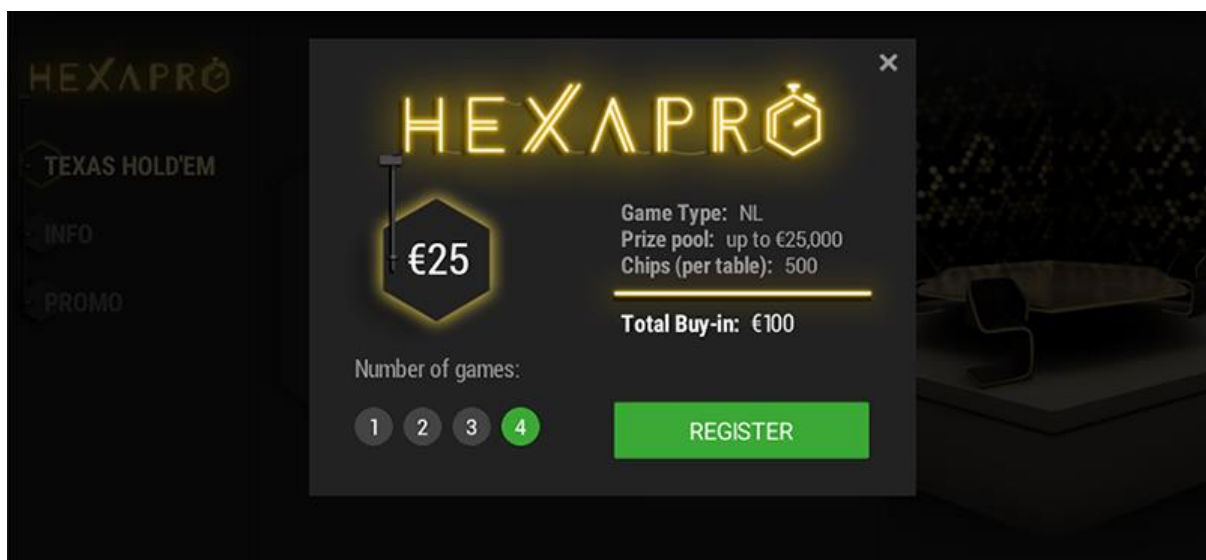 HEXAPRO
TEXAS HOLD'EM
INFO
PROMO
×
HEXAPRO
€25
Game Type: NL
Prize pool: up to €25,000
Chips (per table): 500
Total Buy-in: €100
Number of games:
1 2 3 4
REGISTER